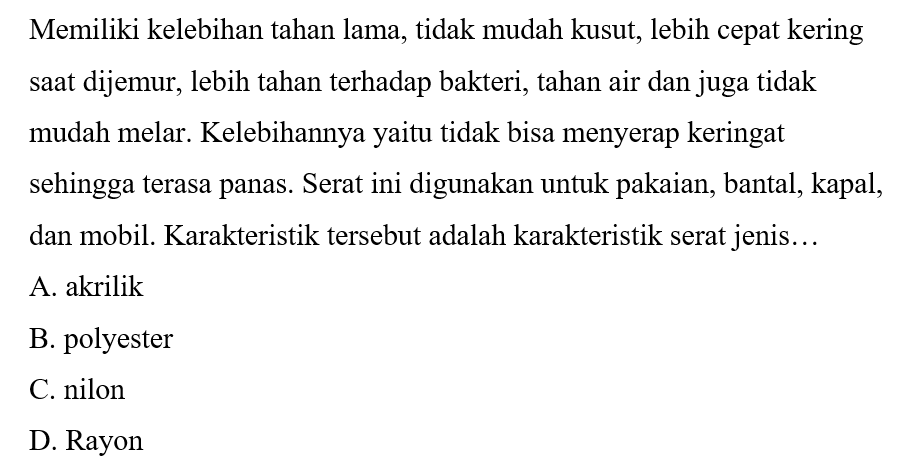 Memiliki kelebihan tahan lama, tidak mudah kusut, lebih cepat kering
saat dijemur, lebih tahan terhadap bakteri, tahan air dan juga tidak
mudah melar. Kelebihannya yaitu tidak bisa menyerap keringat
sehingga terasa panas. Serat ini digunakan untuk pakaian, bantal, kapal,
dan mobil. Karakteristik tersebut adalah karakteristik serat jenis…
A. akrilik
B. polyester
C. nilon
D. Rayon